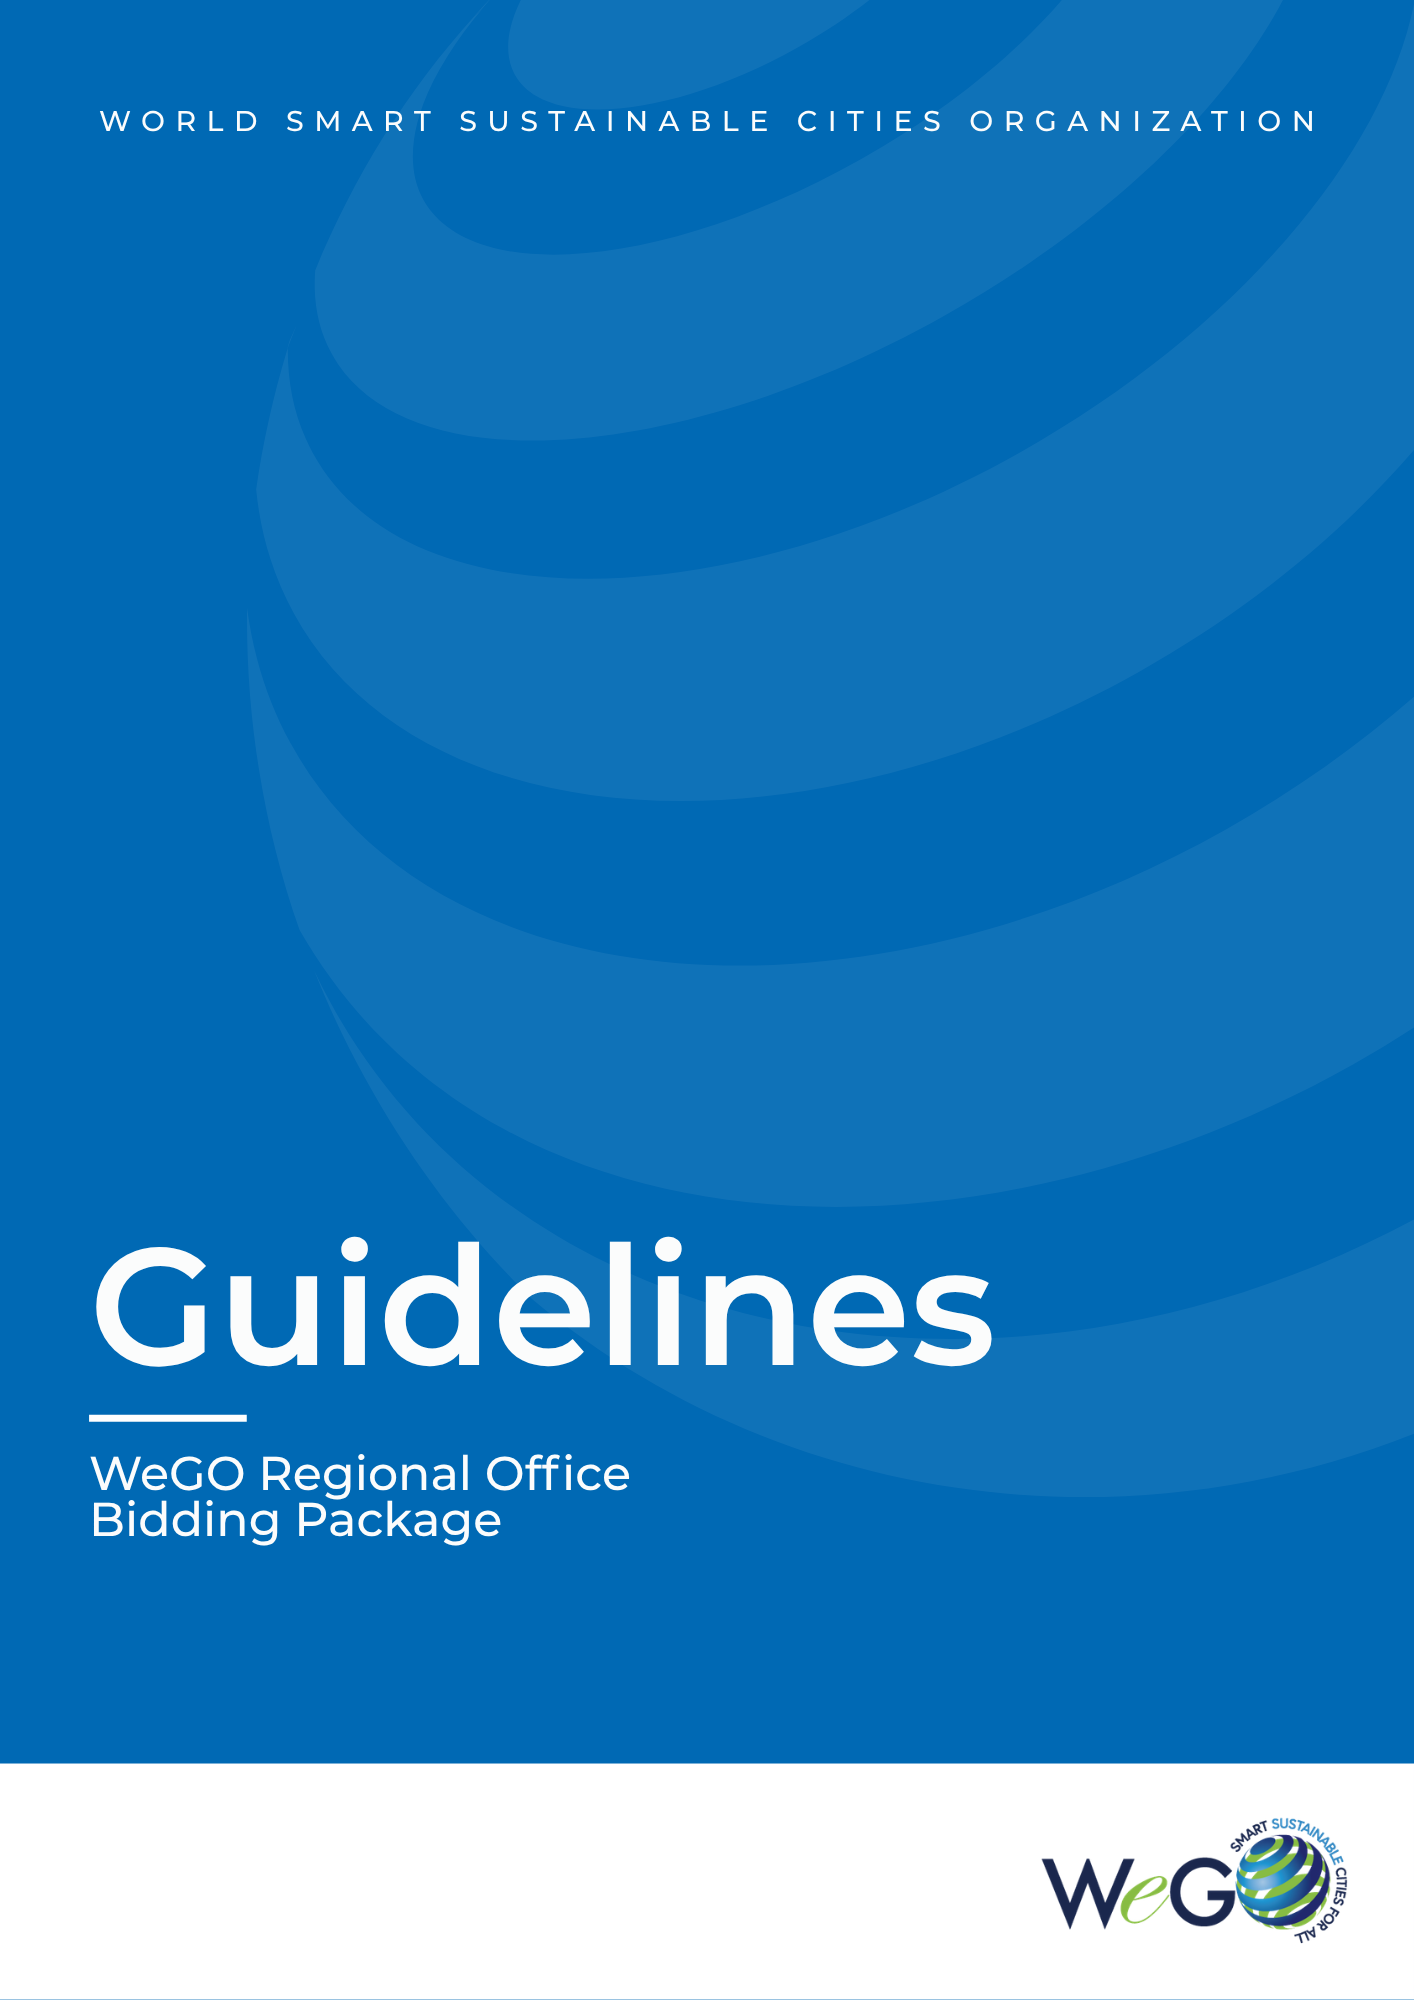 WORLD SMART SUSTAINABLE CITIES ORGANIZATION
Guidelines
WeGO Regional Office
Bidding Package
WeGO
SMART SUSTAINABLE CITIES FOR ALL